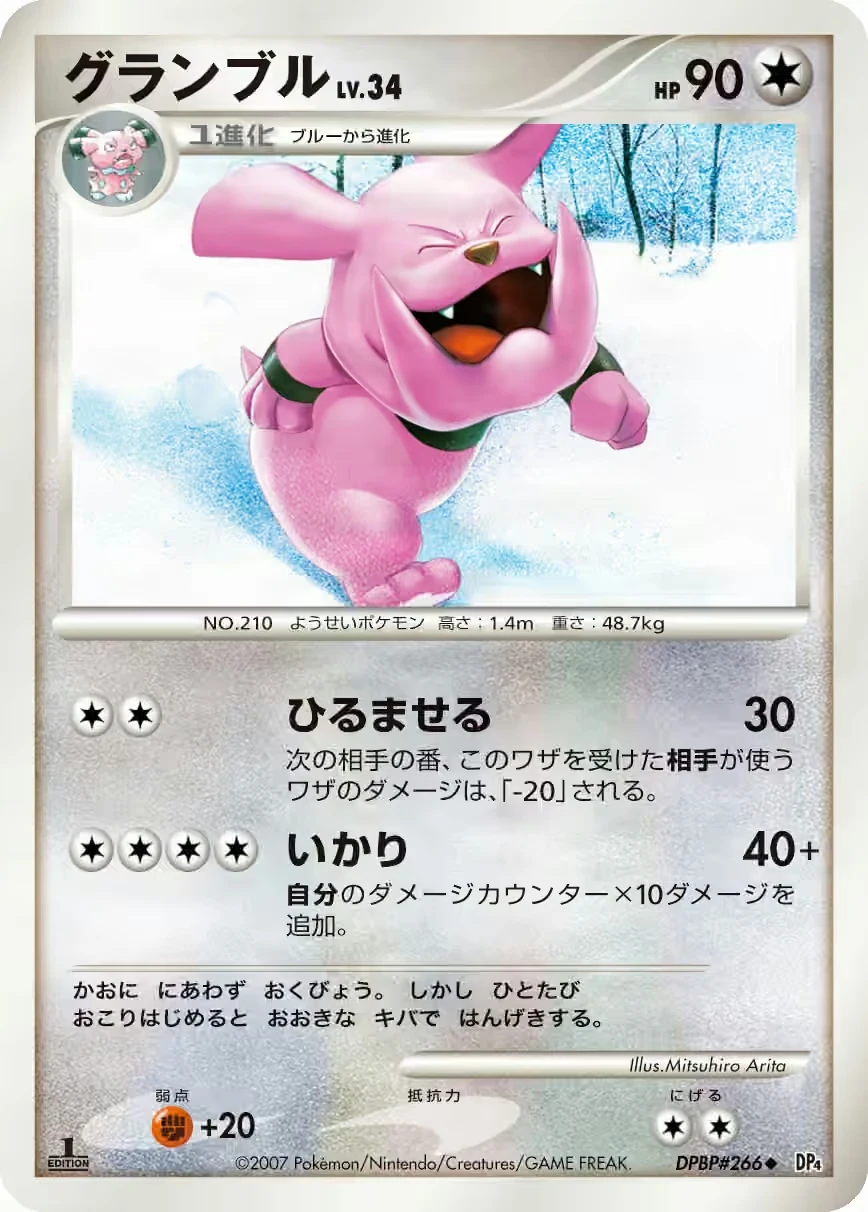 グランブル LV.34 HP 90
1進化 ブルーから進化
NO.210 ようせいポケモン 高さ：1.4m 重さ：48.7kg
ひるませる 30
次の相手の番、このワザを受けた相手が使う
ワザのダメージは、「-20」される。
いかり 40+
自分のダメージカウンター×10ダメージを
追加。
かおに にあわず おくびょう。 しかし ひとたび
おこりはじめると おおきな キバで はんげきする。
Illus.Mitsuhiro Arita
弱点 抵抗力 にげる
+20
1 EDITION ©2007 Pokémon/Nintendo/Creatures/GAME FREAK. DPBP#266◆ DP4